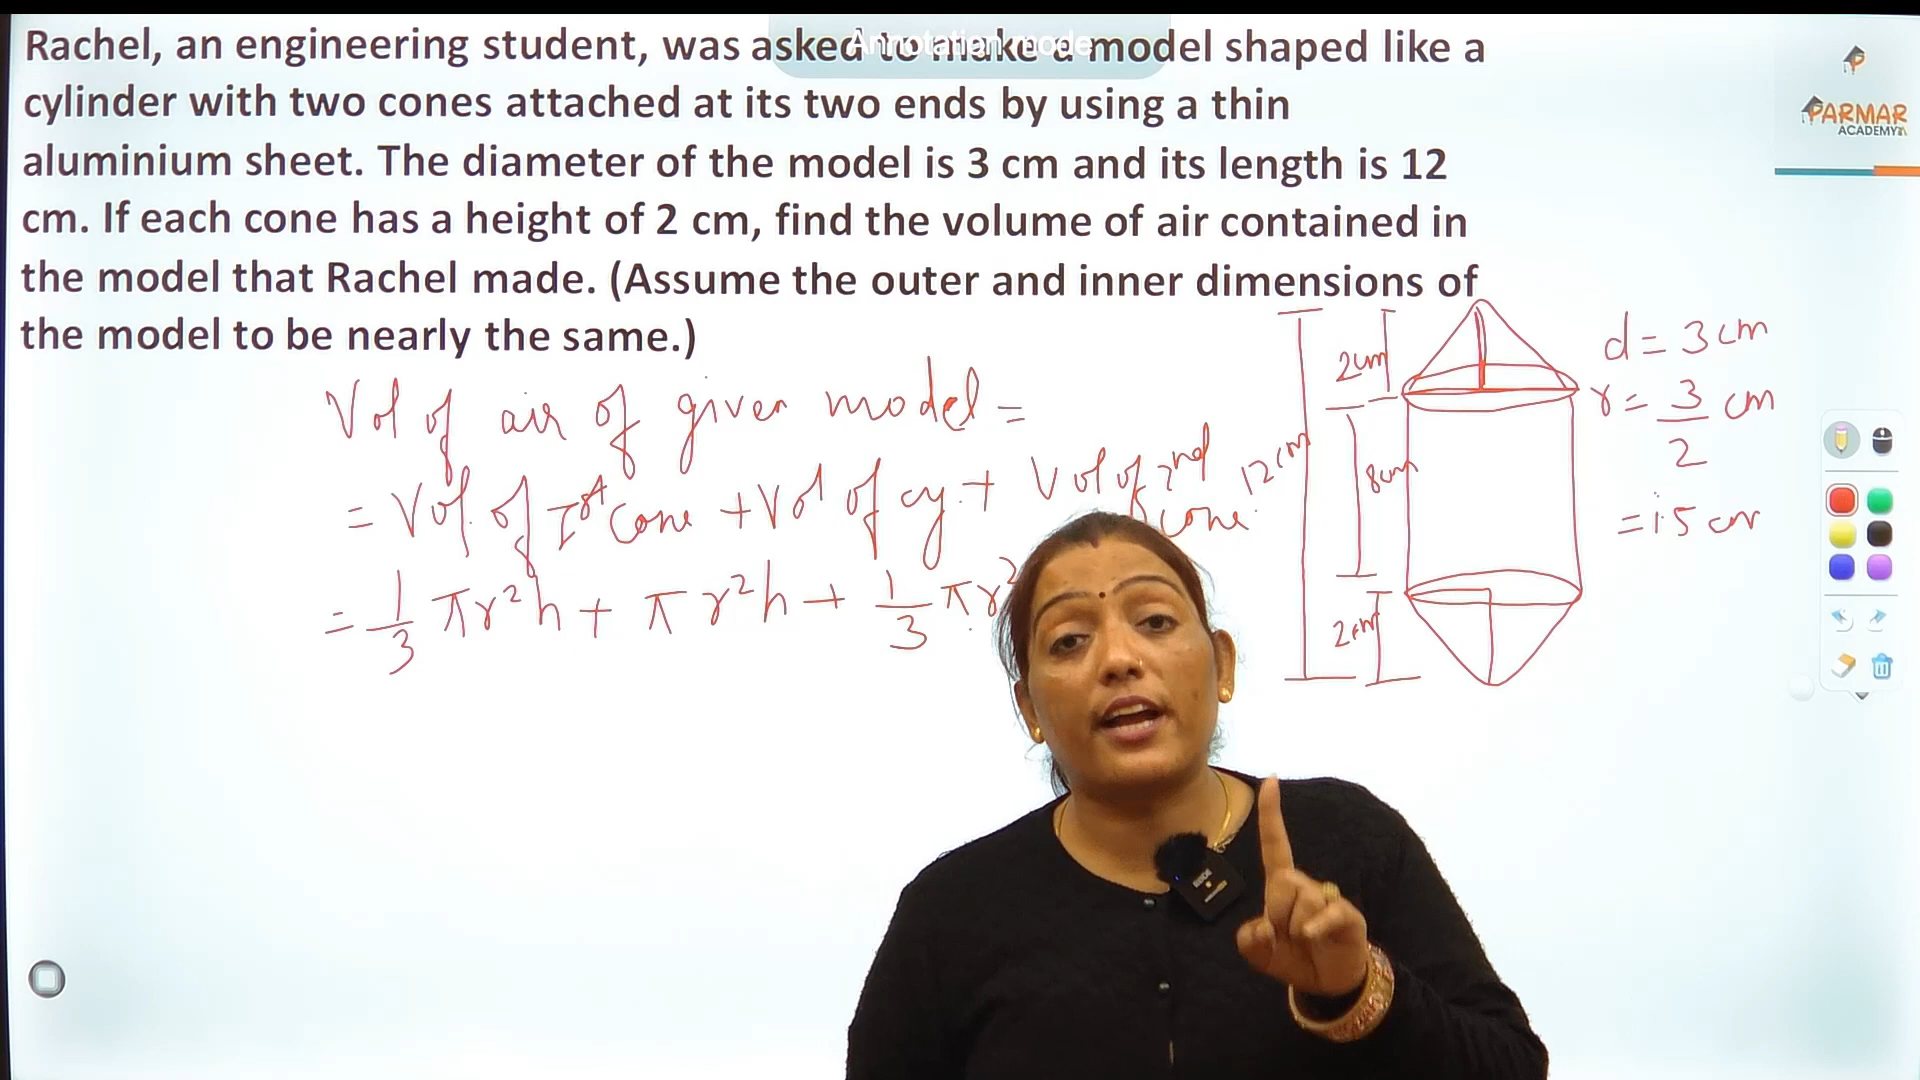 Annotation mode
Rachel, an engineering student, was asked to make a model shaped like a
cylinder with two cones attached at its two ends by using a thin
aluminium sheet. The diameter of the model is 3 cm and its length is 12
cm. If each cone has a height of 2 cm, find the volume of air contained in
the model that Rachel made. (Assume the outer and inner dimensions of
the model to be nearly the same.)
PARMAR
ACADEMY
Vol of air of given model =
= Vol. of Ist cone + Vol of cy. + Vol of 2nd cone.
= 1/3 πr²h + πr²h + 1/3 πr²
12 cm
2cm
8cm
2cm
d = 3 cm
r = 3/2 cm
= 1.5 cm